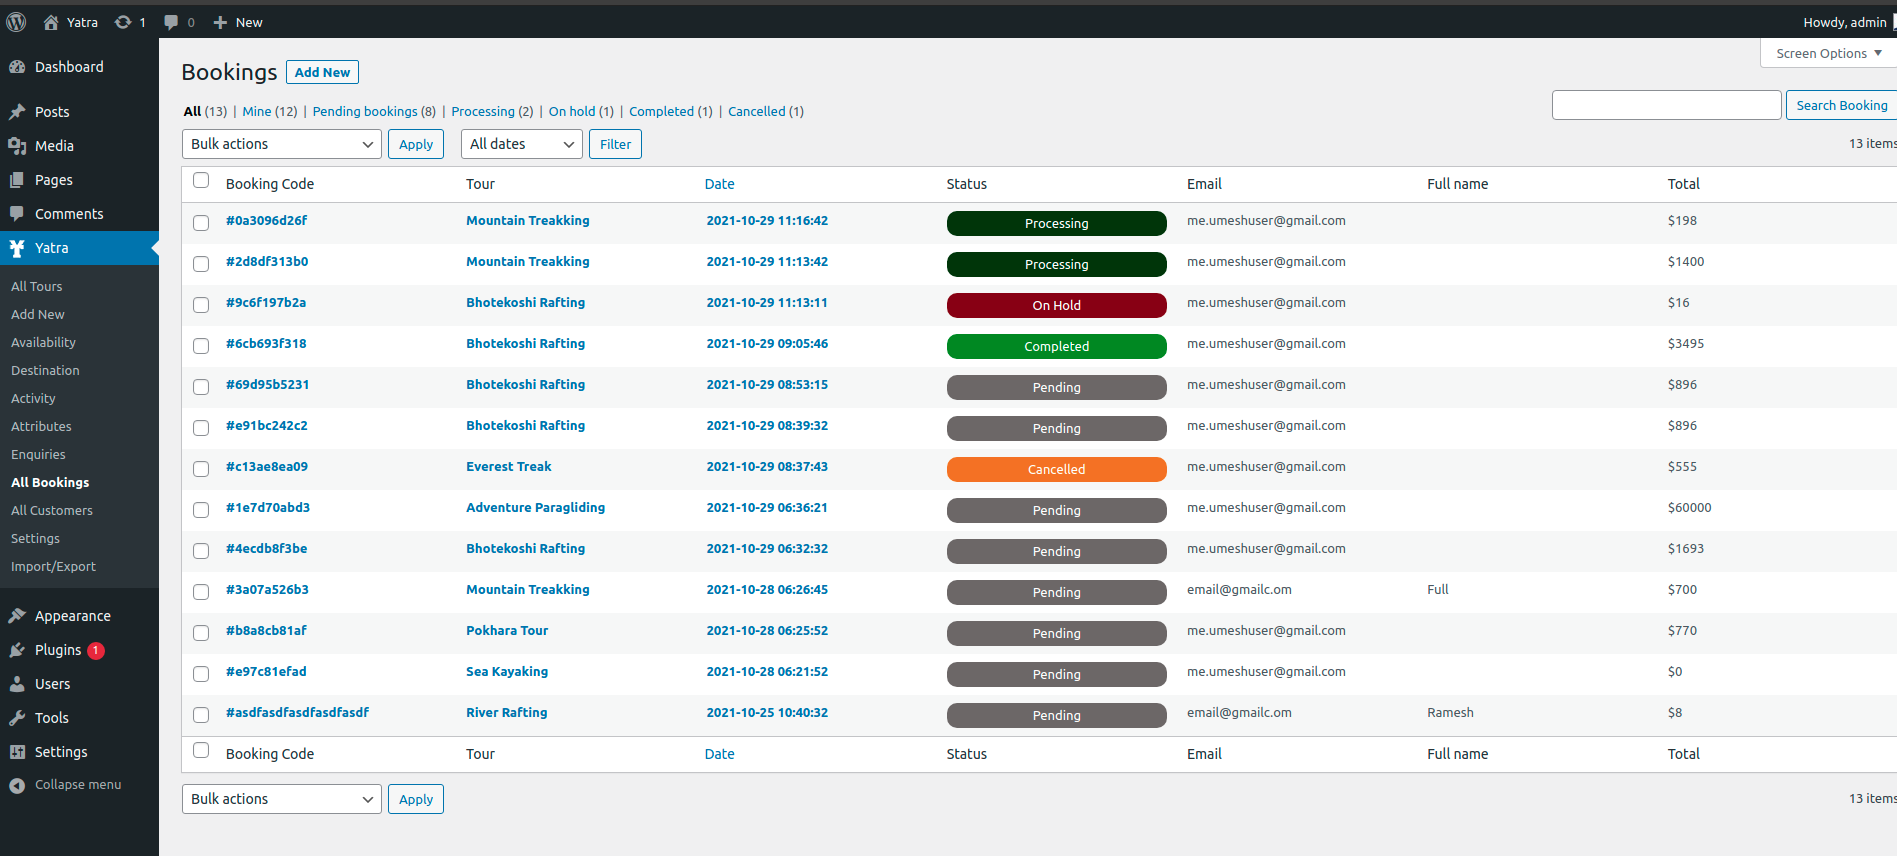 Yatra 1 0 New Howdy, admin
Screen Options
Dashboard
Posts
Media
Pages
Comments
Yatra
All Tours
Add New
Availability
Destination
Activity
Attributes
Enquiries
All Bookings
All Customers
Settings
Import/Export
Appearance
Plugins 1
Users
Tools
Settings
Collapse menu
Bookings Add New
All (13) | Mine (12) | Pending bookings (8) | Processing (2) | On hold (1) | Completed (1) | Cancelled (1)
Search Booking
Bulk actions Apply All dates Filter
13 items
Booking Code Tour Date Status Email Full name Total
#0a3096d26f Mountain Treakking 2021-10-29 11:16:42 Processing me.umeshuser@gmail.com $198
#2d8df313b0 Mountain Treakking 2021-10-29 11:13:42 Processing me.umeshuser@gmail.com $1400
#9c6f197b2a Bhotekoshi Rafting 2021-10-29 11:13:11 On Hold me.umeshuser@gmail.com $16
#6cb693f318 Bhotekoshi Rafting 2021-10-29 09:05:46 Completed me.umeshuser@gmail.com $3495
#69d95b5231 Bhotekoshi Rafting 2021-10-29 08:53:15 Pending me.umeshuser@gmail.com $896
#e91bc242c2 Bhotekoshi Rafting 2021-10-29 08:39:32 Pending me.umeshuser@gmail.com $896
#c13ae8ea09 Everest Treak 2021-10-29 08:37:43 Cancelled me.umeshuser@gmail.com $555
#1e7d70abd3 Adventure Paragliding 2021-10-29 06:36:21 Pending me.umeshuser@gmail.com $60000
#4ecdb8f3be Bhotekoshi Rafting 2021-10-29 06:32:32 Pending me.umeshuser@gmail.com $1693
#3a07a526b3 Mountain Treakking 2021-10-28 06:26:45 Pending email@gmailc.om Full $700
#b8a8cb81af Pokhara Tour 2021-10-28 06:25:52 Pending me.umeshuser@gmail.com $770
#e97c81efad Sea Kayaking 2021-10-28 06:21:52 Pending me.umeshuser@gmail.com $0
#asdfasdfasdfasdfasdf River Rafting 2021-10-25 10:40:32 Pending email@gmailc.om Ramesh $8
Booking Code Tour Date Status Email Full name Total
Bulk actions Apply
13 items